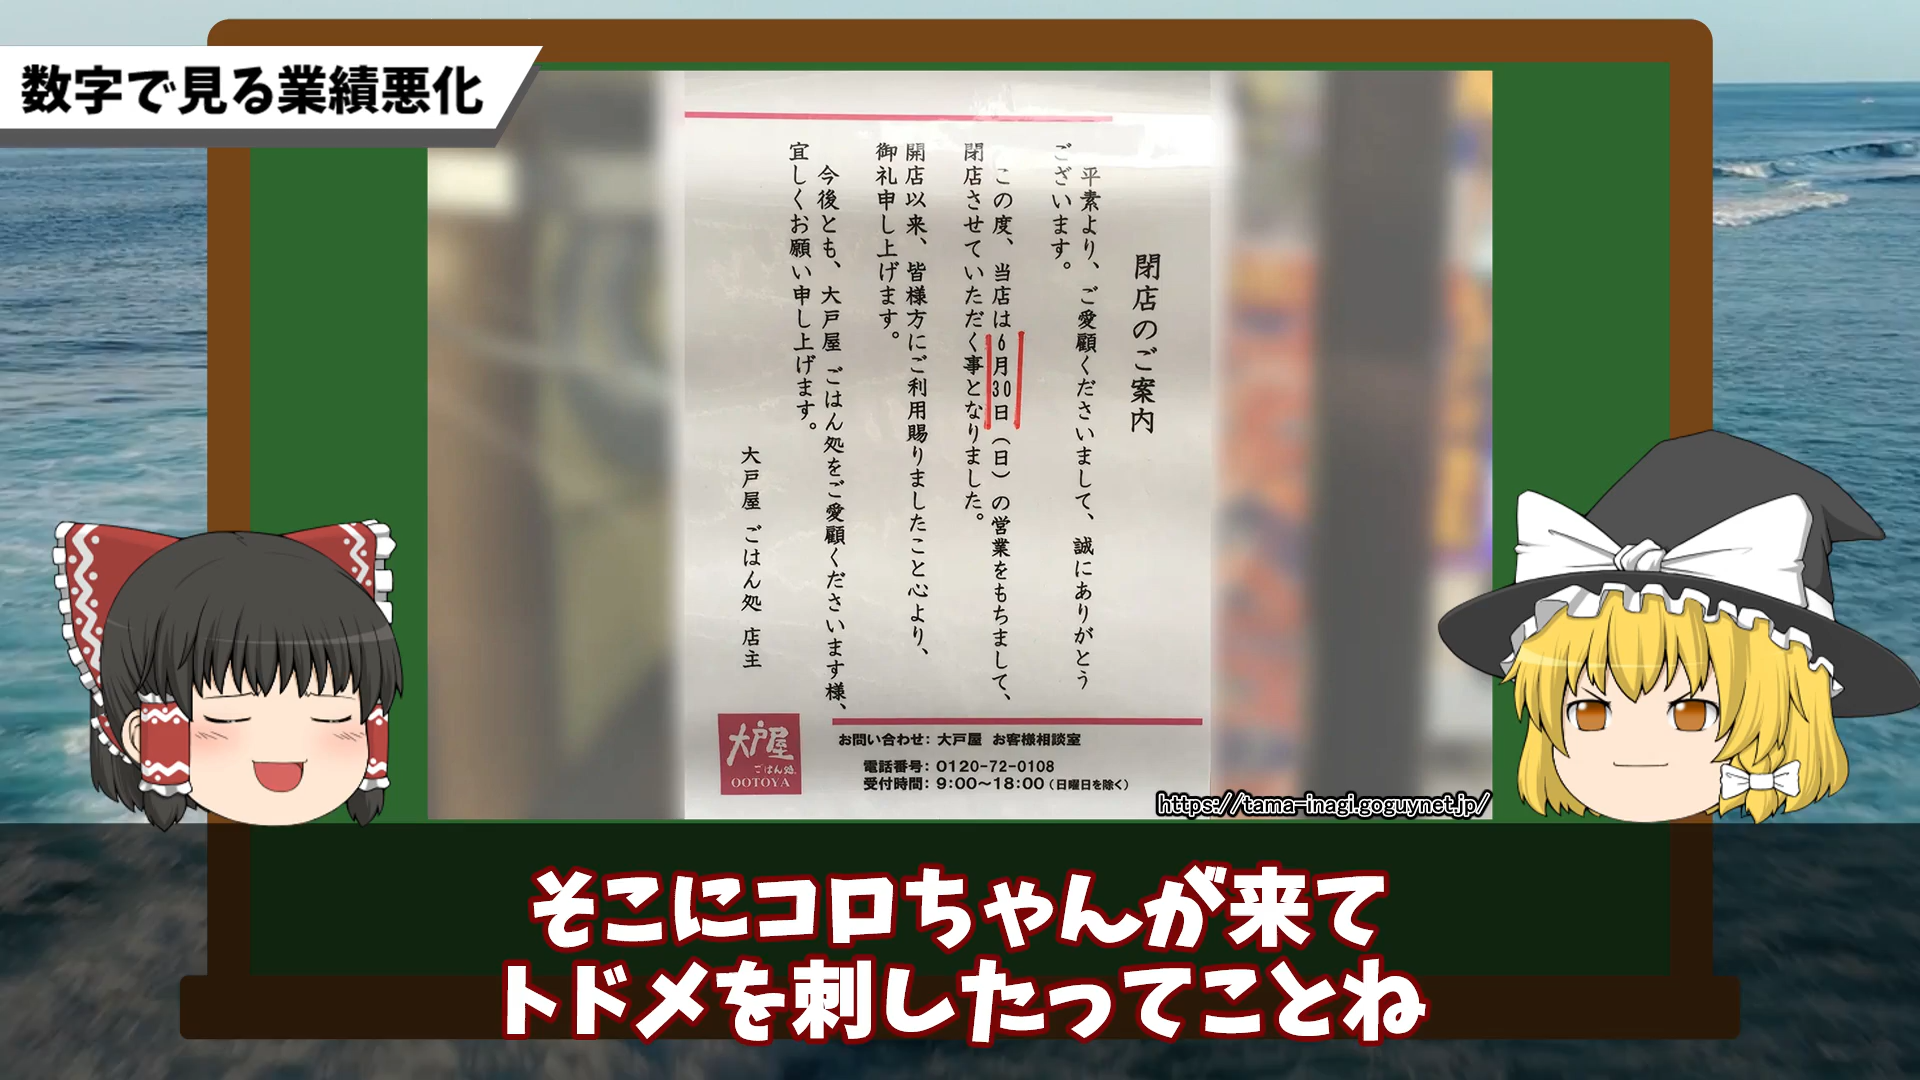 数字で見る業績悪化
閉店のご案内
平素より、ご愛顧くださいまして、誠にありがとう
ございます。
この度、当店は6月30日（日）の営業をもちまして、
閉店させていただく事となりました。
開店以来、皆様方にご利用賜りましたこと心より、
御礼申し上げます。
今後とも、大戸屋 ごはん処をご愛顧くださいます様、
宜しくお願い申し上げます。
大戸屋 ごはん処 店主
大戸屋
ごはん処
OOTOYA
お問い合わせ：大戸屋 お客様相談室
電話番号：0120-72-0108
受付時間：9:00～18:00（日曜日を除く）
https://tama-inagi.goguynet.jp/
そこにコロちゃんが来て
トドメを刺したってことね